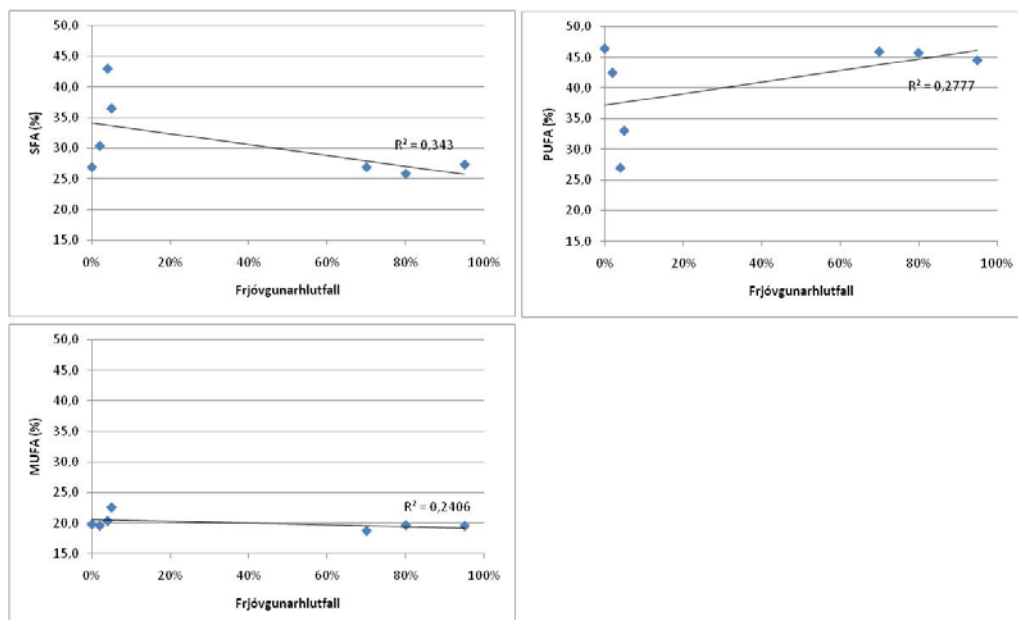 50,0
45,0
40,0
35,0
30,0
25,0
20,0
15,0
SFA (%)
R² = 0,343
0% 20% 40% 60% 80% 100%
Frjóvgunarhlutfall
50,0
45,0
40,0
35,0
30,0
25,0
20,0
15,0
PUFA (%)
R² = 0,2777
0% 20% 40% 60% 80% 100%
Frjóvgunarhlutfall
50,0
45,0
40,0
35,0
30,0
25,0
20,0
15,0
MUFA (%)
R² = 0,2406
0% 20% 40% 60% 80% 100%
Frjóvgunarhlutfall